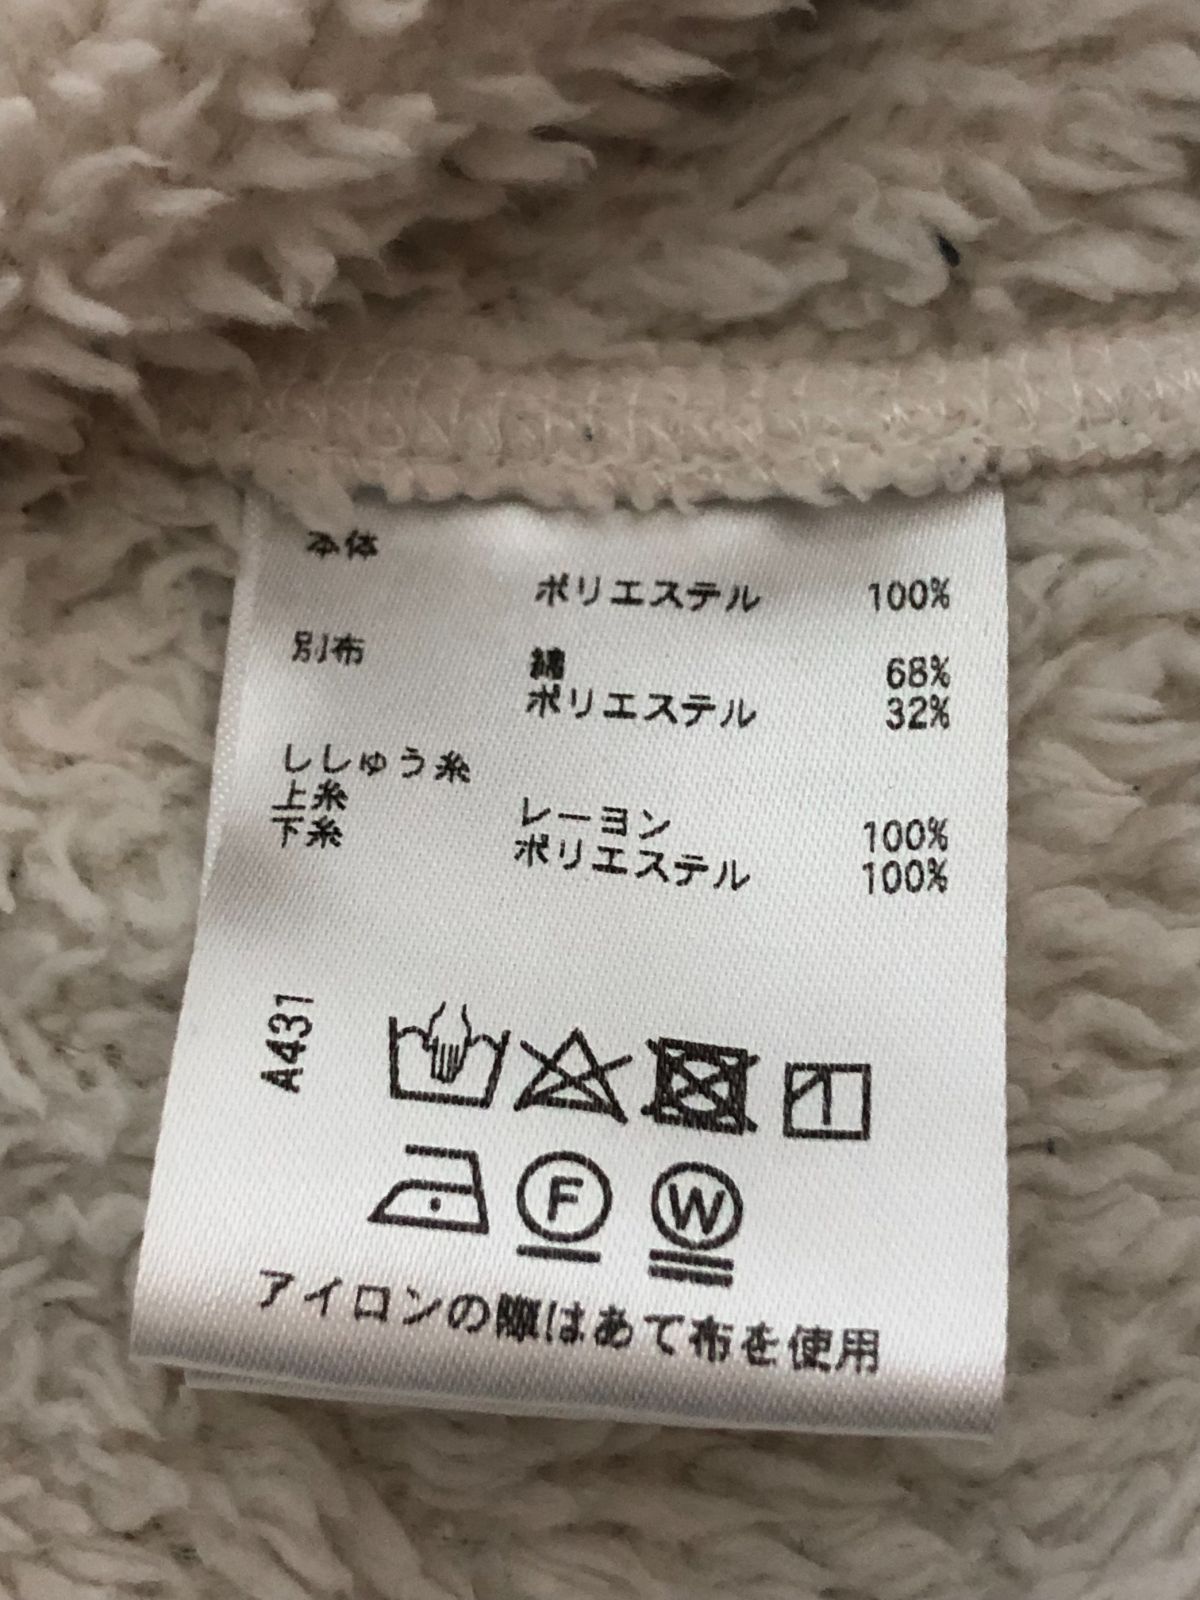 本体
ポリエステル 100%
別布 綿 68%
ポリエステル 32%
ししゅう糸
上糸 レーヨン 100%
下糸 ポリエステル 100%
A431
F W
アイロンの際はあて布を使用